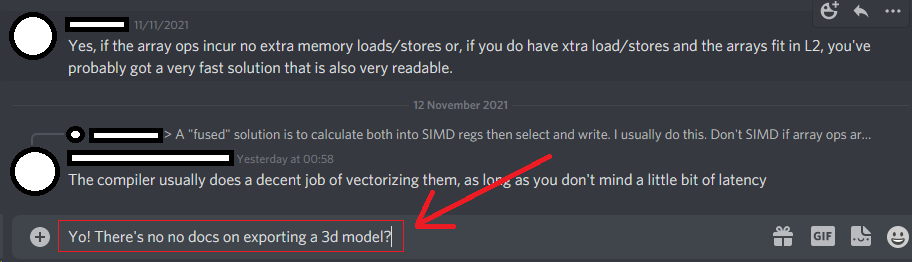 11/11/2021
Yes, if the array ops incur no extra memory loads/stores or, if you do have xtra load/stores and the arrays fit in L2, you've
probably got a very fast solution that is also very readable.
12 November 2021
> A "fused" solution is to calculate both into SIMD regs then select and write. I usually do this. Don't SIMD if array ops ar...
Yesterday at 00:58
The compiler usually does a decent job of vectorizing them, as long as you don't mind a little bit of latency
Yo! There's no no docs on exporting a 3d model?
GIF